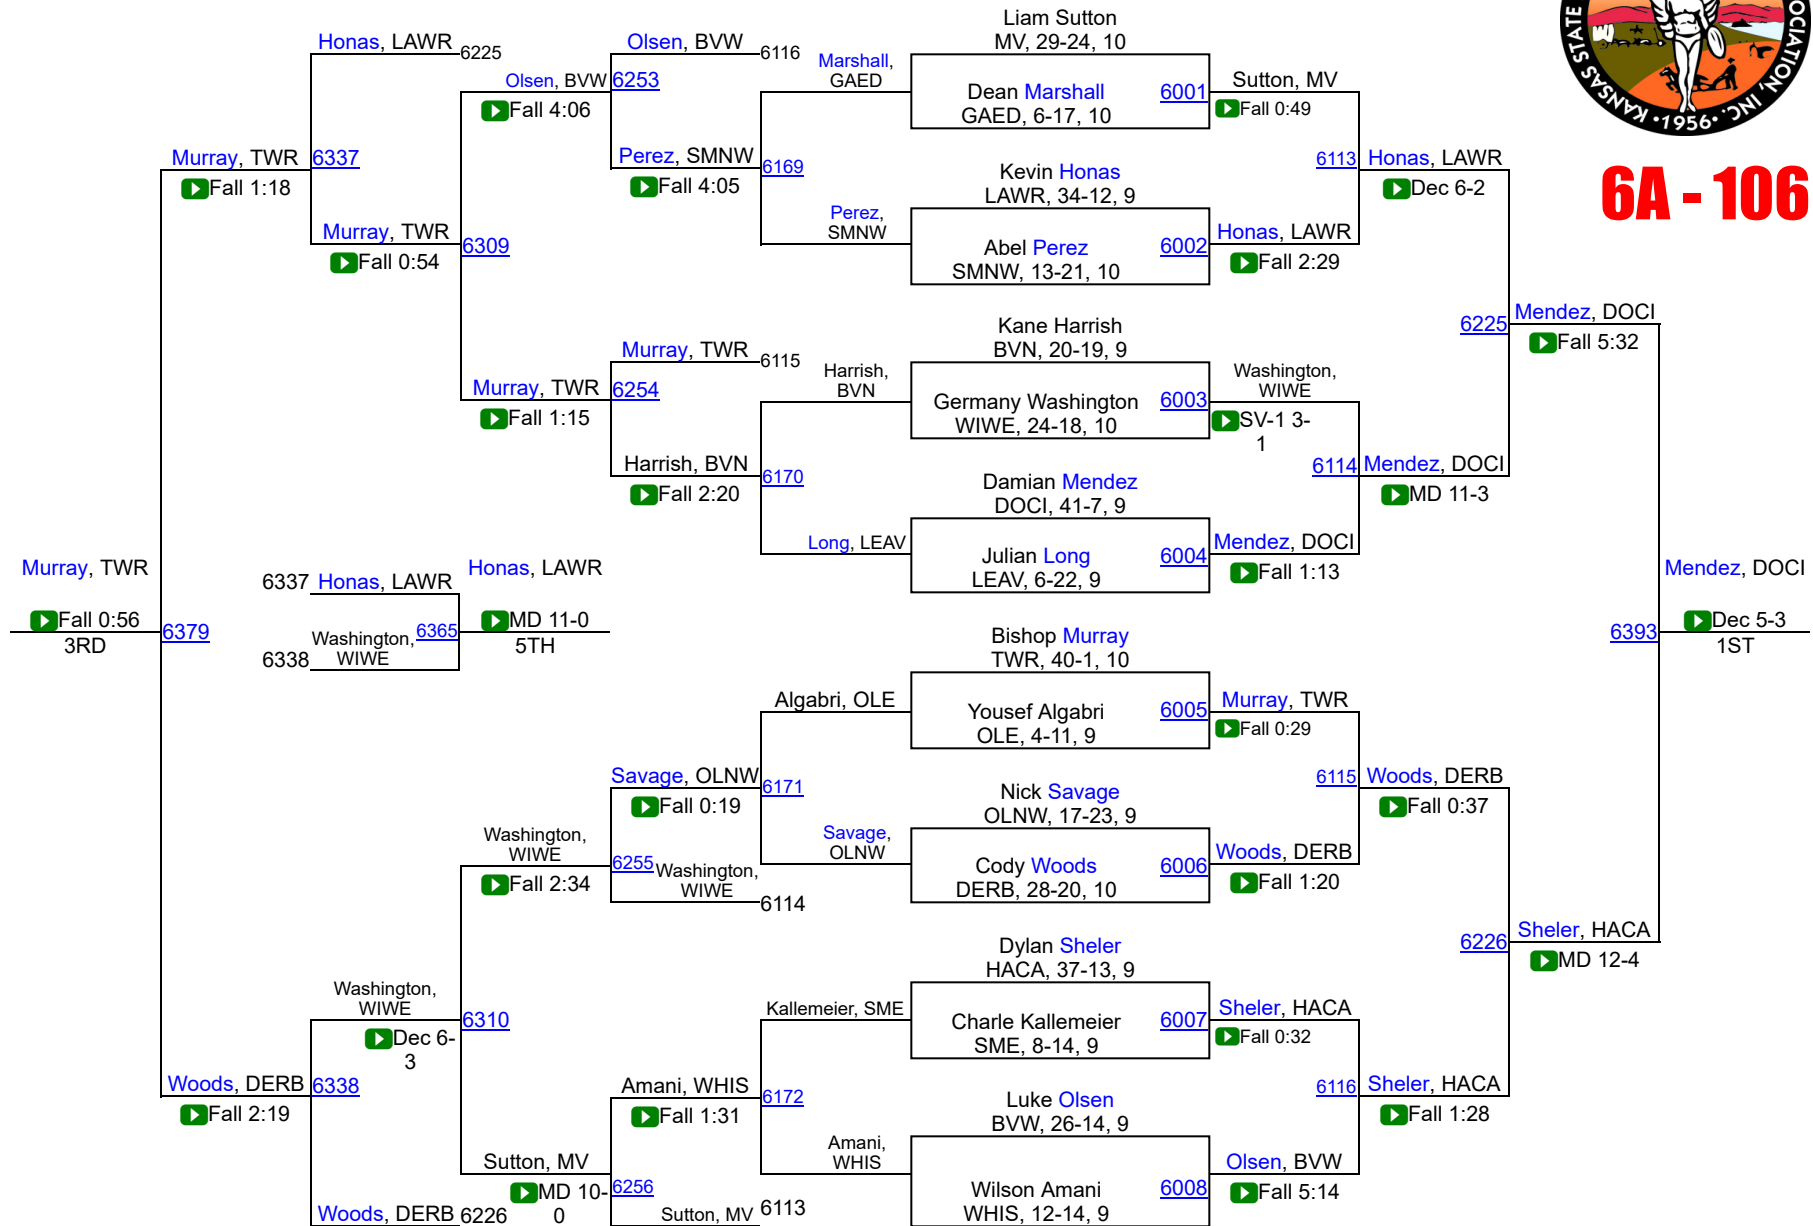 Liam Sutton
MV, 29-24, 10
Honas, LAWR
6225
Olsen, BVW
6116
Marshall,
GAED
Olsen, BVW
6253
Fall 4:06
Dean Marshall
GAED, 6-17, 10
6001
Sutton, MV
Fall 0:49
KANSAS STATE
OCIATION, INC.
•1956•
6A - 106
Murray, TWR
6337
Fall 1:18
Perez, SMNW
6169
Fall 4:05
Kevin Honas
LAWR, 34-12, 9
6113
Honas, LAWR
Dec 6-2
Murray, TWR
6309
Fall 0:54
Perez,
SMNW
Abel Perez
SMNW, 13-21, 10
6002
Honas, LAWR
Fall 2:29
Kane Harrish
BVN, 20-19, 9
6225
Mendez, DOCI
Fall 5:32
Murray, TWR
6115
Harrish,
BVN
Murray, TWR
6254
Fall 1:15
Germany Washington
WIWE, 24-18, 10
6003
Washington,
WIWE
SV-1 3-
1
Harrish, BVN
6170
Fall 2:20
Damian Mendez
DOCI, 41-7, 9
6114
Mendez, DOCI
MD 11-3
Long, LEAV
Julian Long
LEAV, 6-22, 9
6004
Mendez, DOCI
Fall 1:13
Murray, TWR
Fall 0:56
3RD
6379
6337
Honas, LAWR
6338
Washington,
WIWE
6365
Honas, LAWR
MD 11-0
5TH
Mendez, DOCI
6393
Dec 5-3
1ST
Bishop Murray
TWR, 40-1, 10
Algabri, OLE
Yousef Algabri
OLE, 4-11, 9
6005
Murray, TWR
Fall 0:29
Savage, OLNW
6171
Fall 0:19
Nick Savage
OLNW, 17-23, 9
6115
Woods, DERB
Fall 0:37
Washington,
WIWE
6255
Fall 2:34
Savage,
OLNW
Cody Woods
DERB, 28-20, 10
6006
Woods, DERB
Fall 1:20
Washington,
WIWE
6114
Dylan Sheler
HACA, 37-13, 9
6226
Sheler, HACA
MD 12-4
Washington,
WIWE
6310
Dec 6-
3
Kallemeier, SME
Charle Kallemeier
SME, 8-14, 9
6007
Sheler, HACA
Fall 0:32
Woods, DERB
6338
Fall 2:19
Amani, WHIS
6172
Fall 1:31
Luke Olsen
BVW, 26-14, 9
6116
Sheler, HACA
Fall 1:28
Amani,
WHIS
Sutton, MV
6256
MD 10-
0
Wilson Amani
WHIS, 12-14, 9
6008
Olsen, BVW
Fall 5:14
Woods, DERB
6226
Sutton, MV
6113